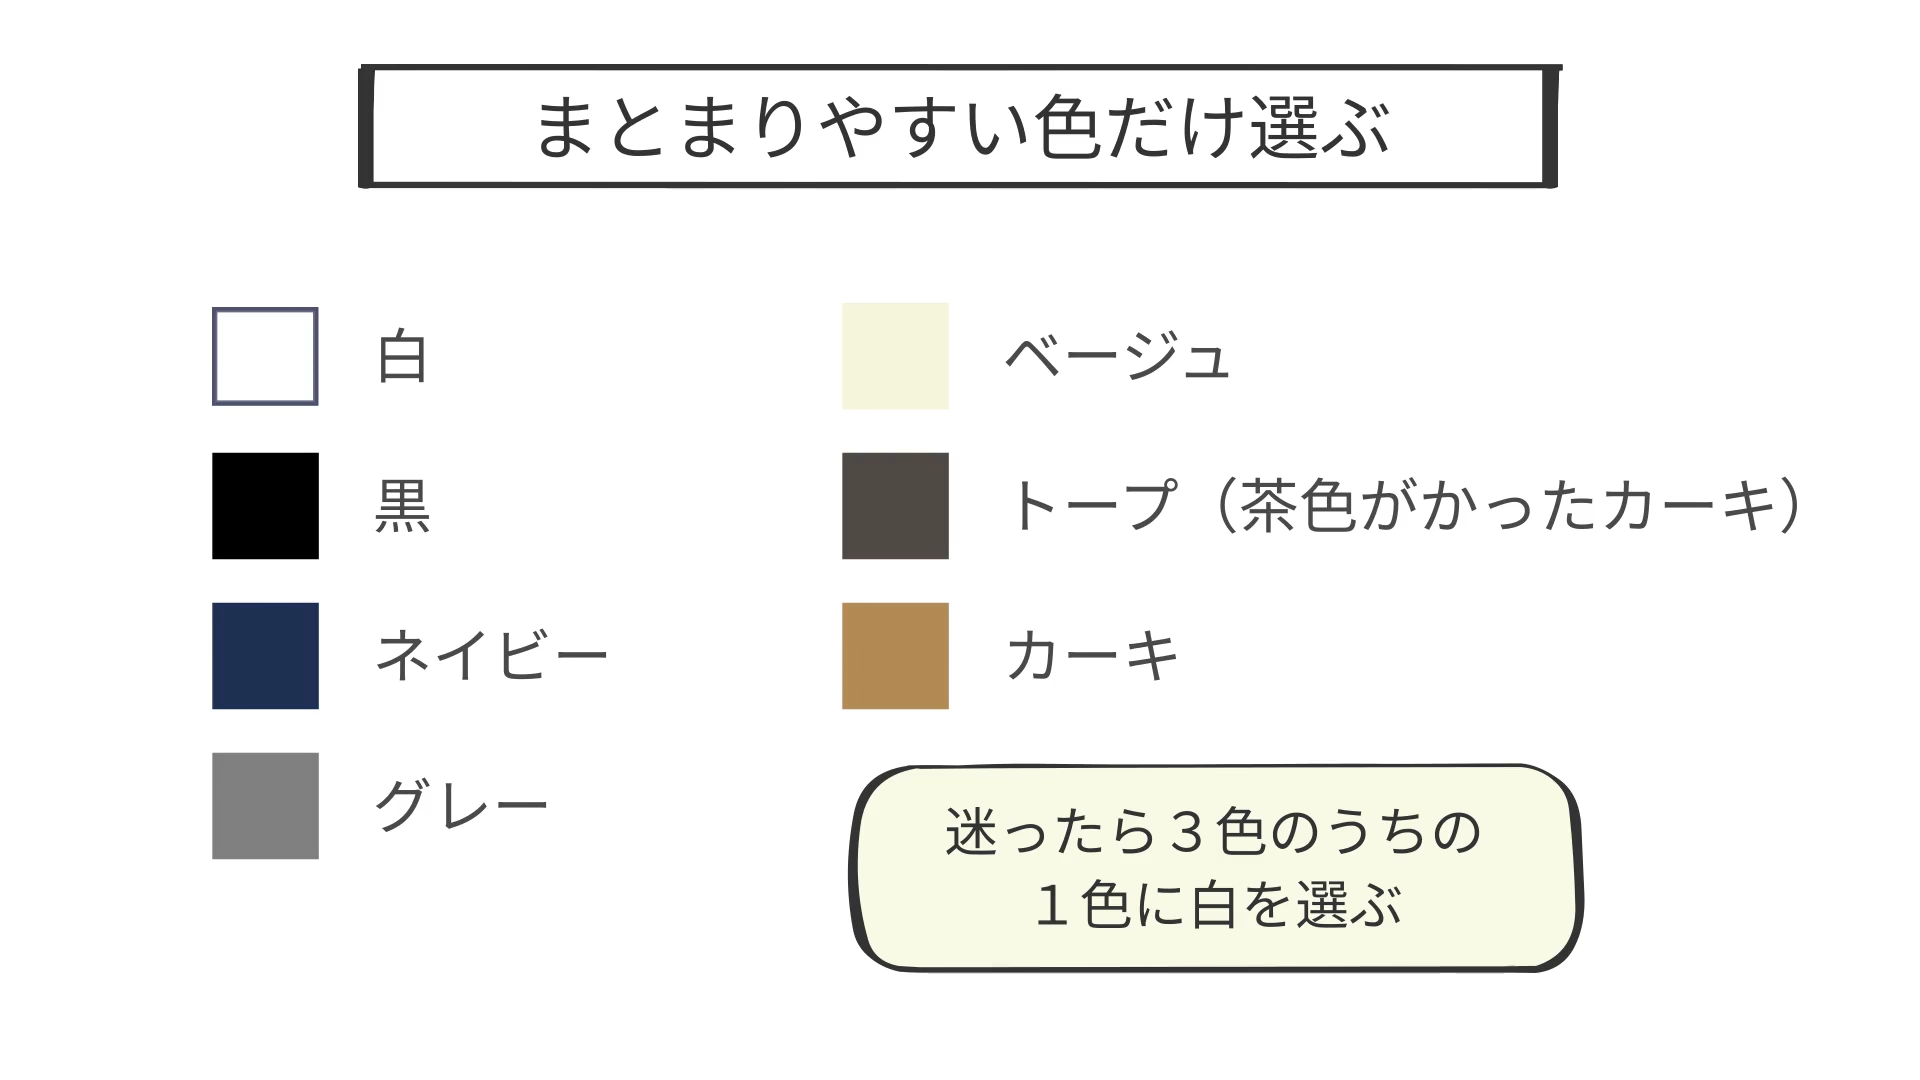 まとまりやすい色だけ選ぶ
白
黒
ネイビー
グレー
ベージュ
トープ（茶色がかったカーキ）
カーキ
迷ったら３色のうちの
１色に白を選ぶ